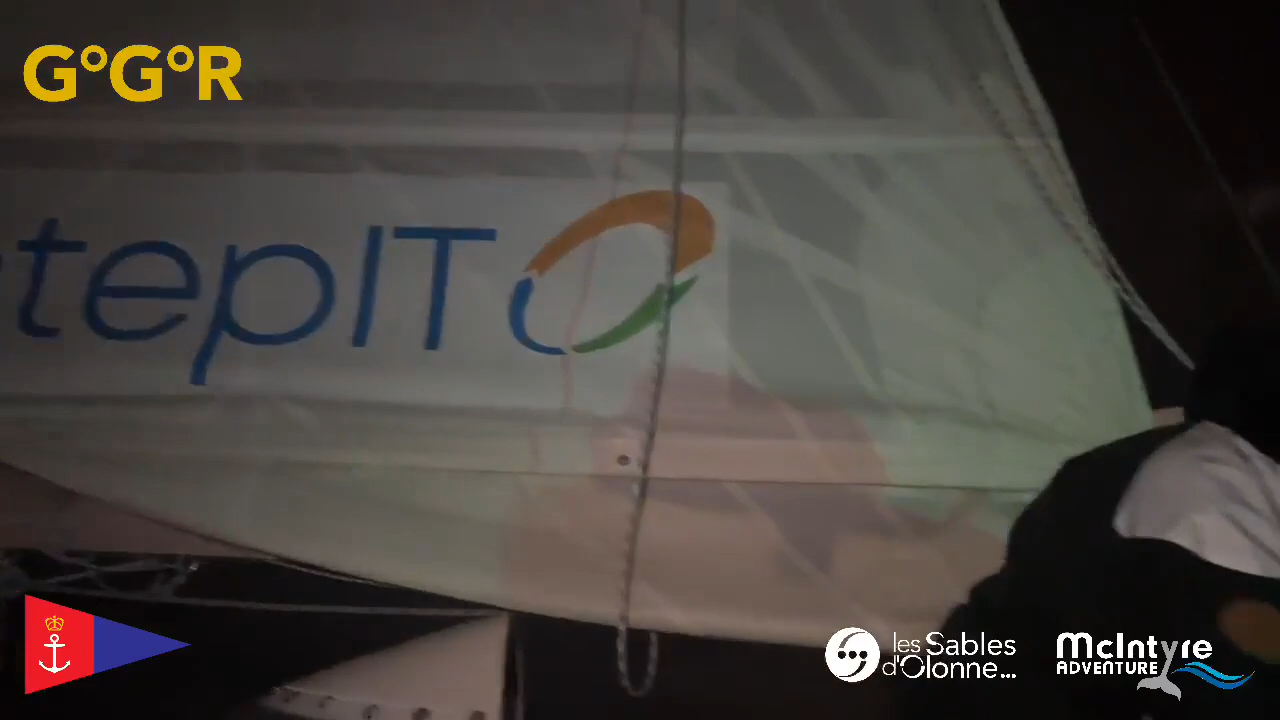 G°G°R
tepIT
les Sables
d'Olonne...
McIntyre
ADVENTURE